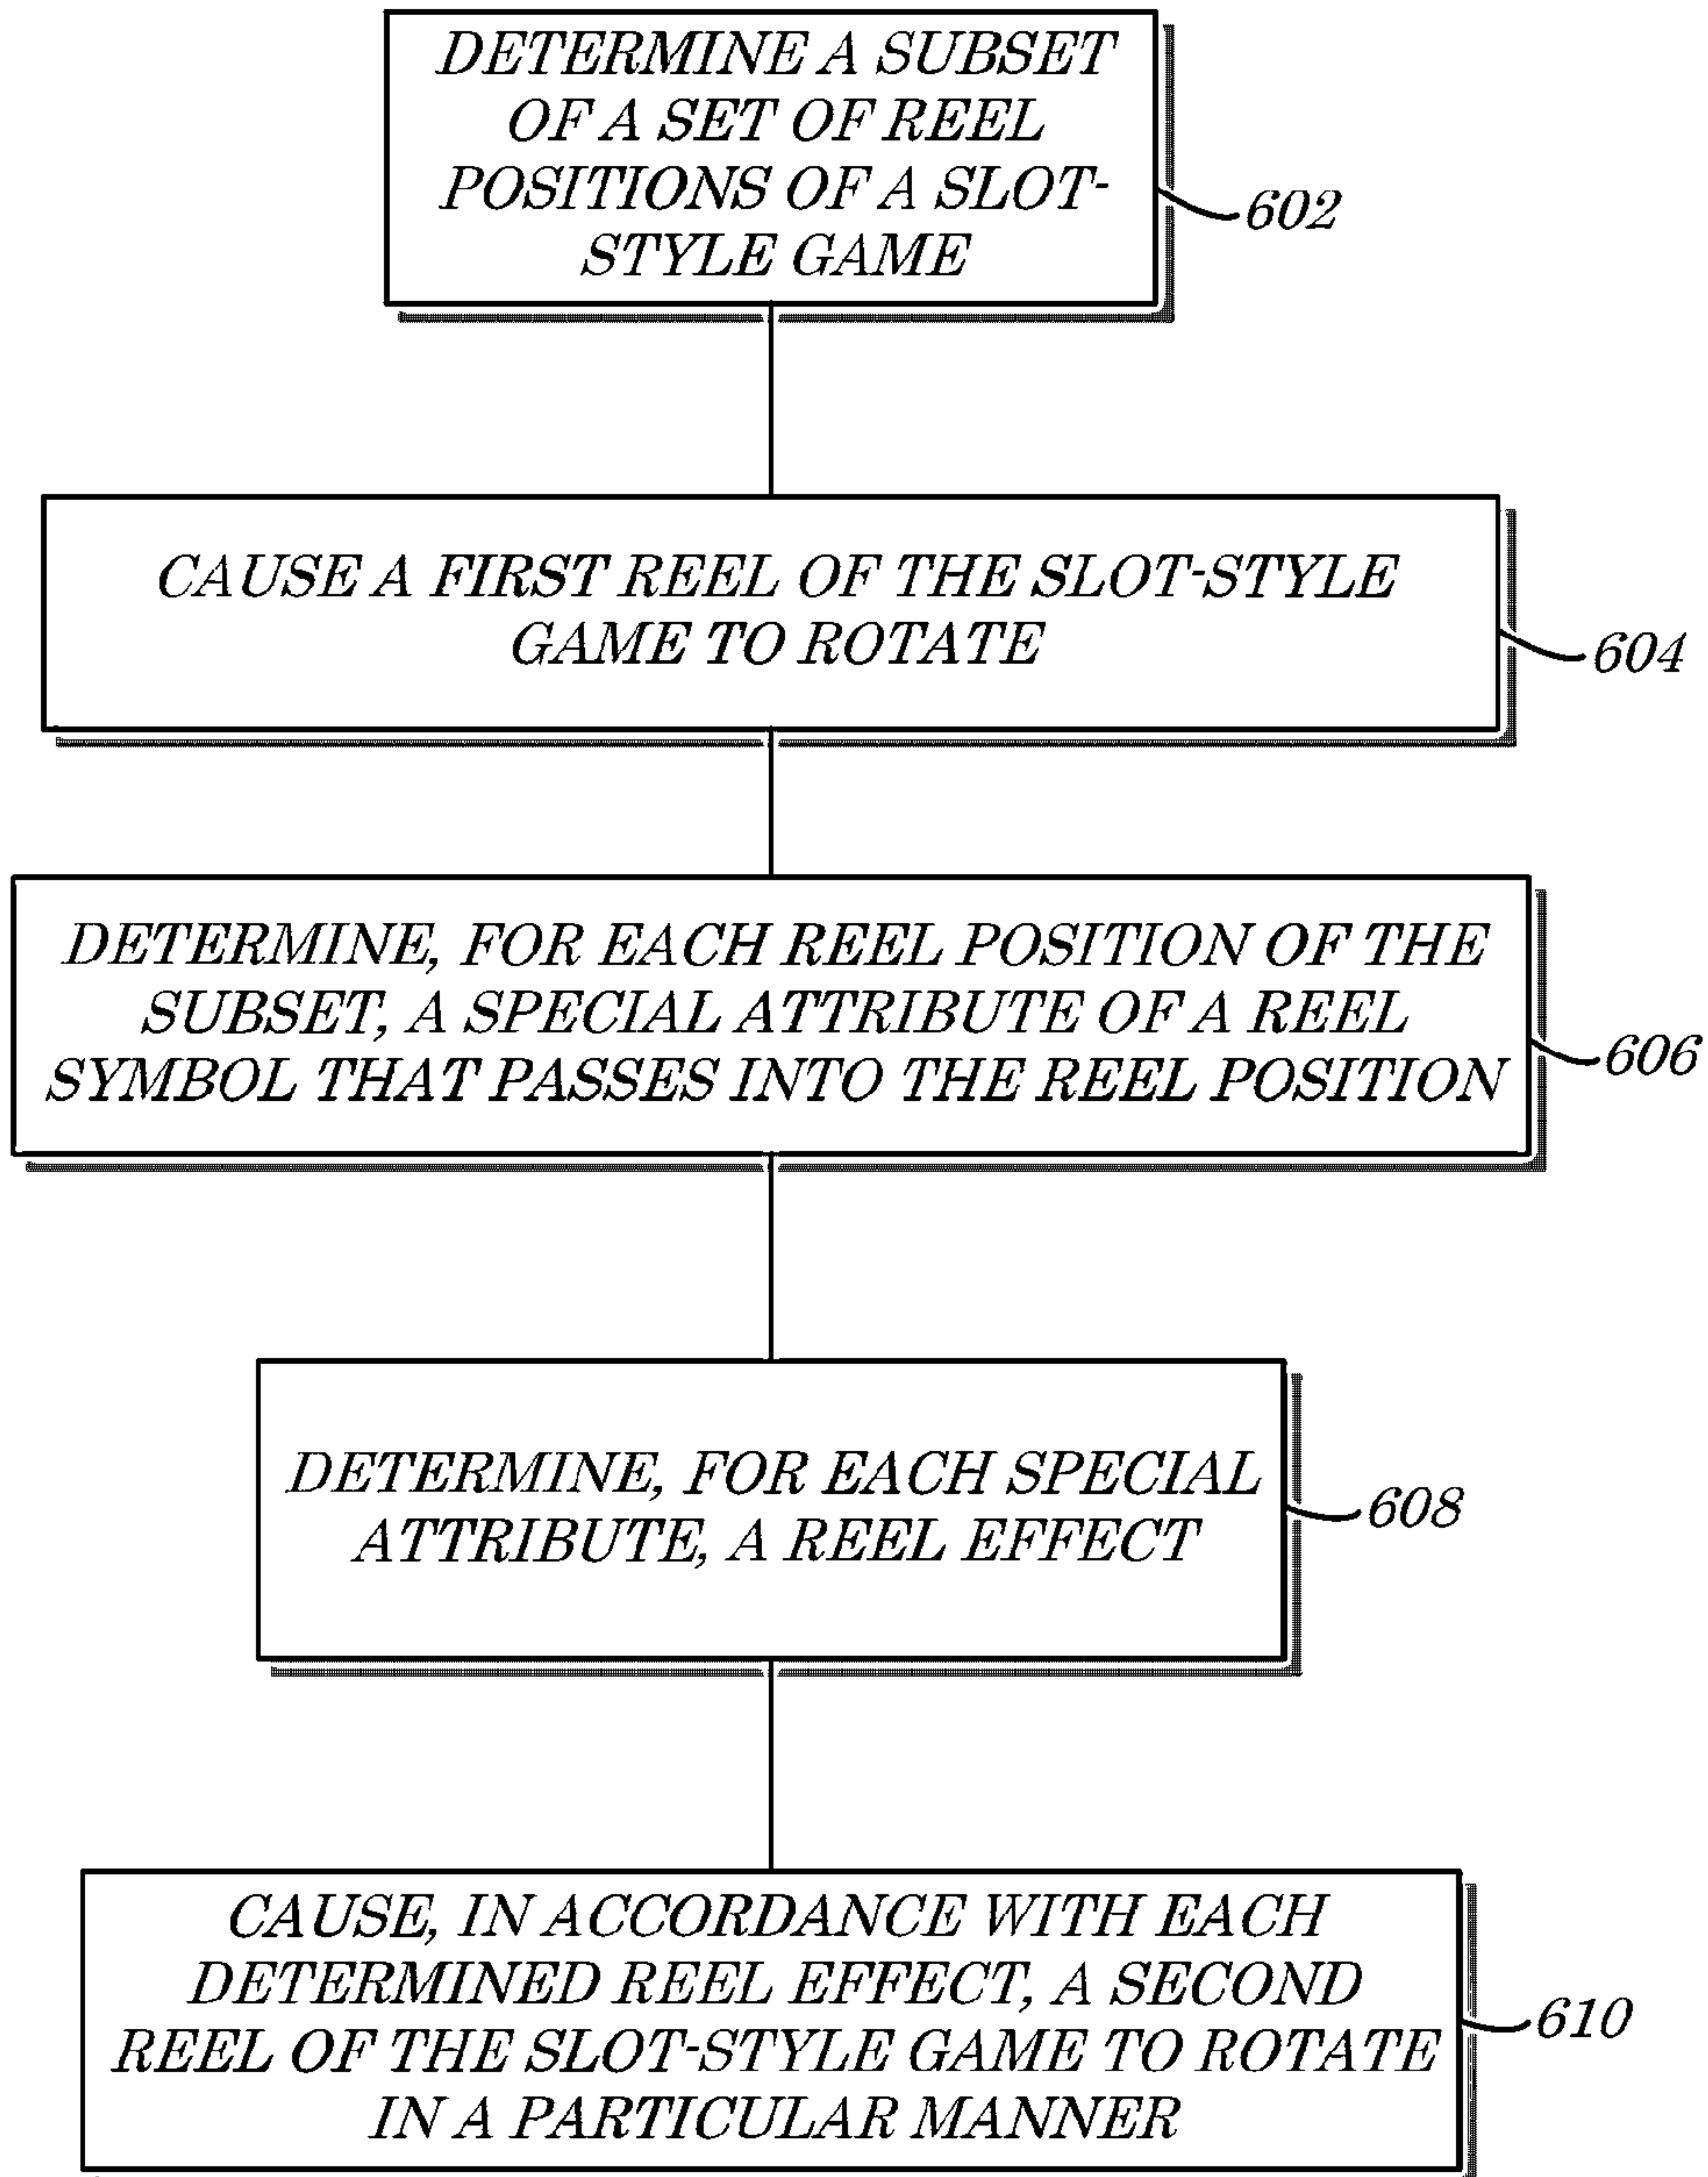 DETERMINE A SUBSET
OF A SET OF REEL
POSITIONS OF A SLOT-
STYLE GAME
602
CAUSE A FIRST REEL OF THE SLOT-STYLE
GAME TO ROTATE
604
DETERMINE, FOR EACH REEL POSITION OF THE
SUBSET, A SPECIAL ATTRIBUTE OF A REEL
SYMBOL THAT PASSES INTO THE REEL POSITION
606
DETERMINE, FOR EACH SPECIAL
ATTRIBUTE, A REEL EFFECT
608
CAUSE, IN ACCORDANCE WITH EACH
DETERMINED REEL EFFECT, A SECOND
REEL OF THE SLOT-STYLE GAME TO ROTATE
IN A PARTICULAR MANNER
610